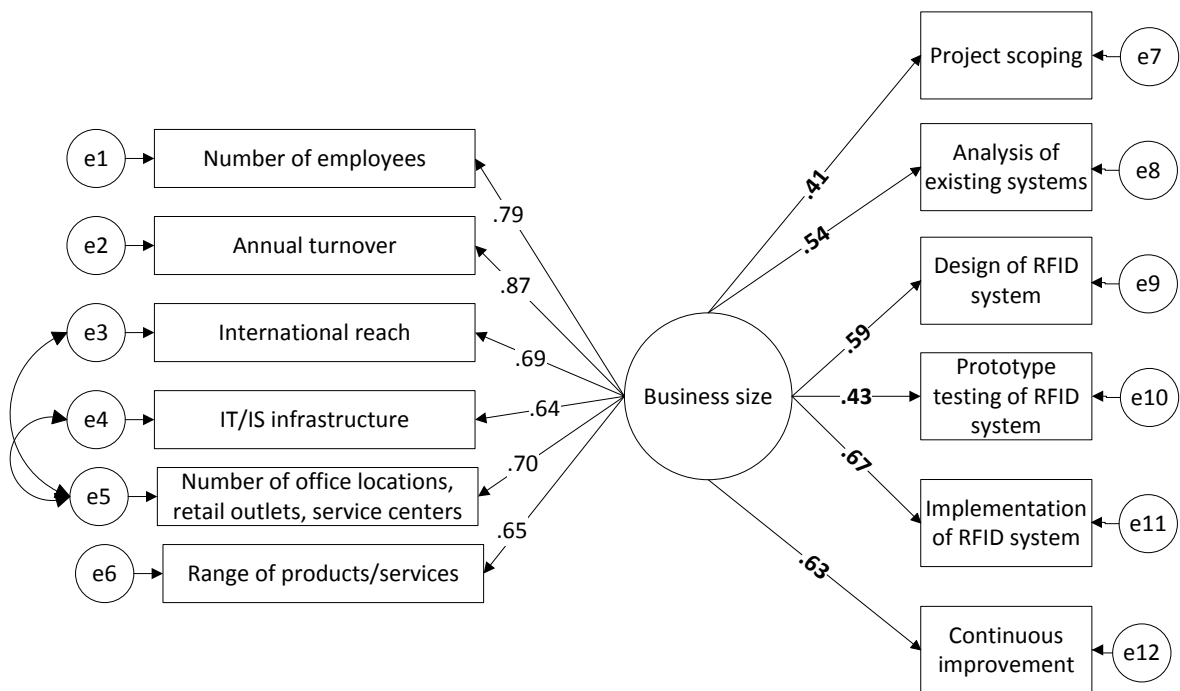 e1
Number of employees
e2
Annual turnover
e3
International reach
e4
IT/IS infrastructure
e5
Number of office locations,
retail outlets, service centers
e6
Range of products/services
.79
.87
.69
.64
.70
.65
Business size
.41
.54
.59
.43
.67
.63
Project scoping
e7
Analysis of
existing systems
e8
Design of RFID
system
e9
Prototype
testing of RFID
system
e10
Implementation
of RFID system
e11
Continuous
improvement
e12